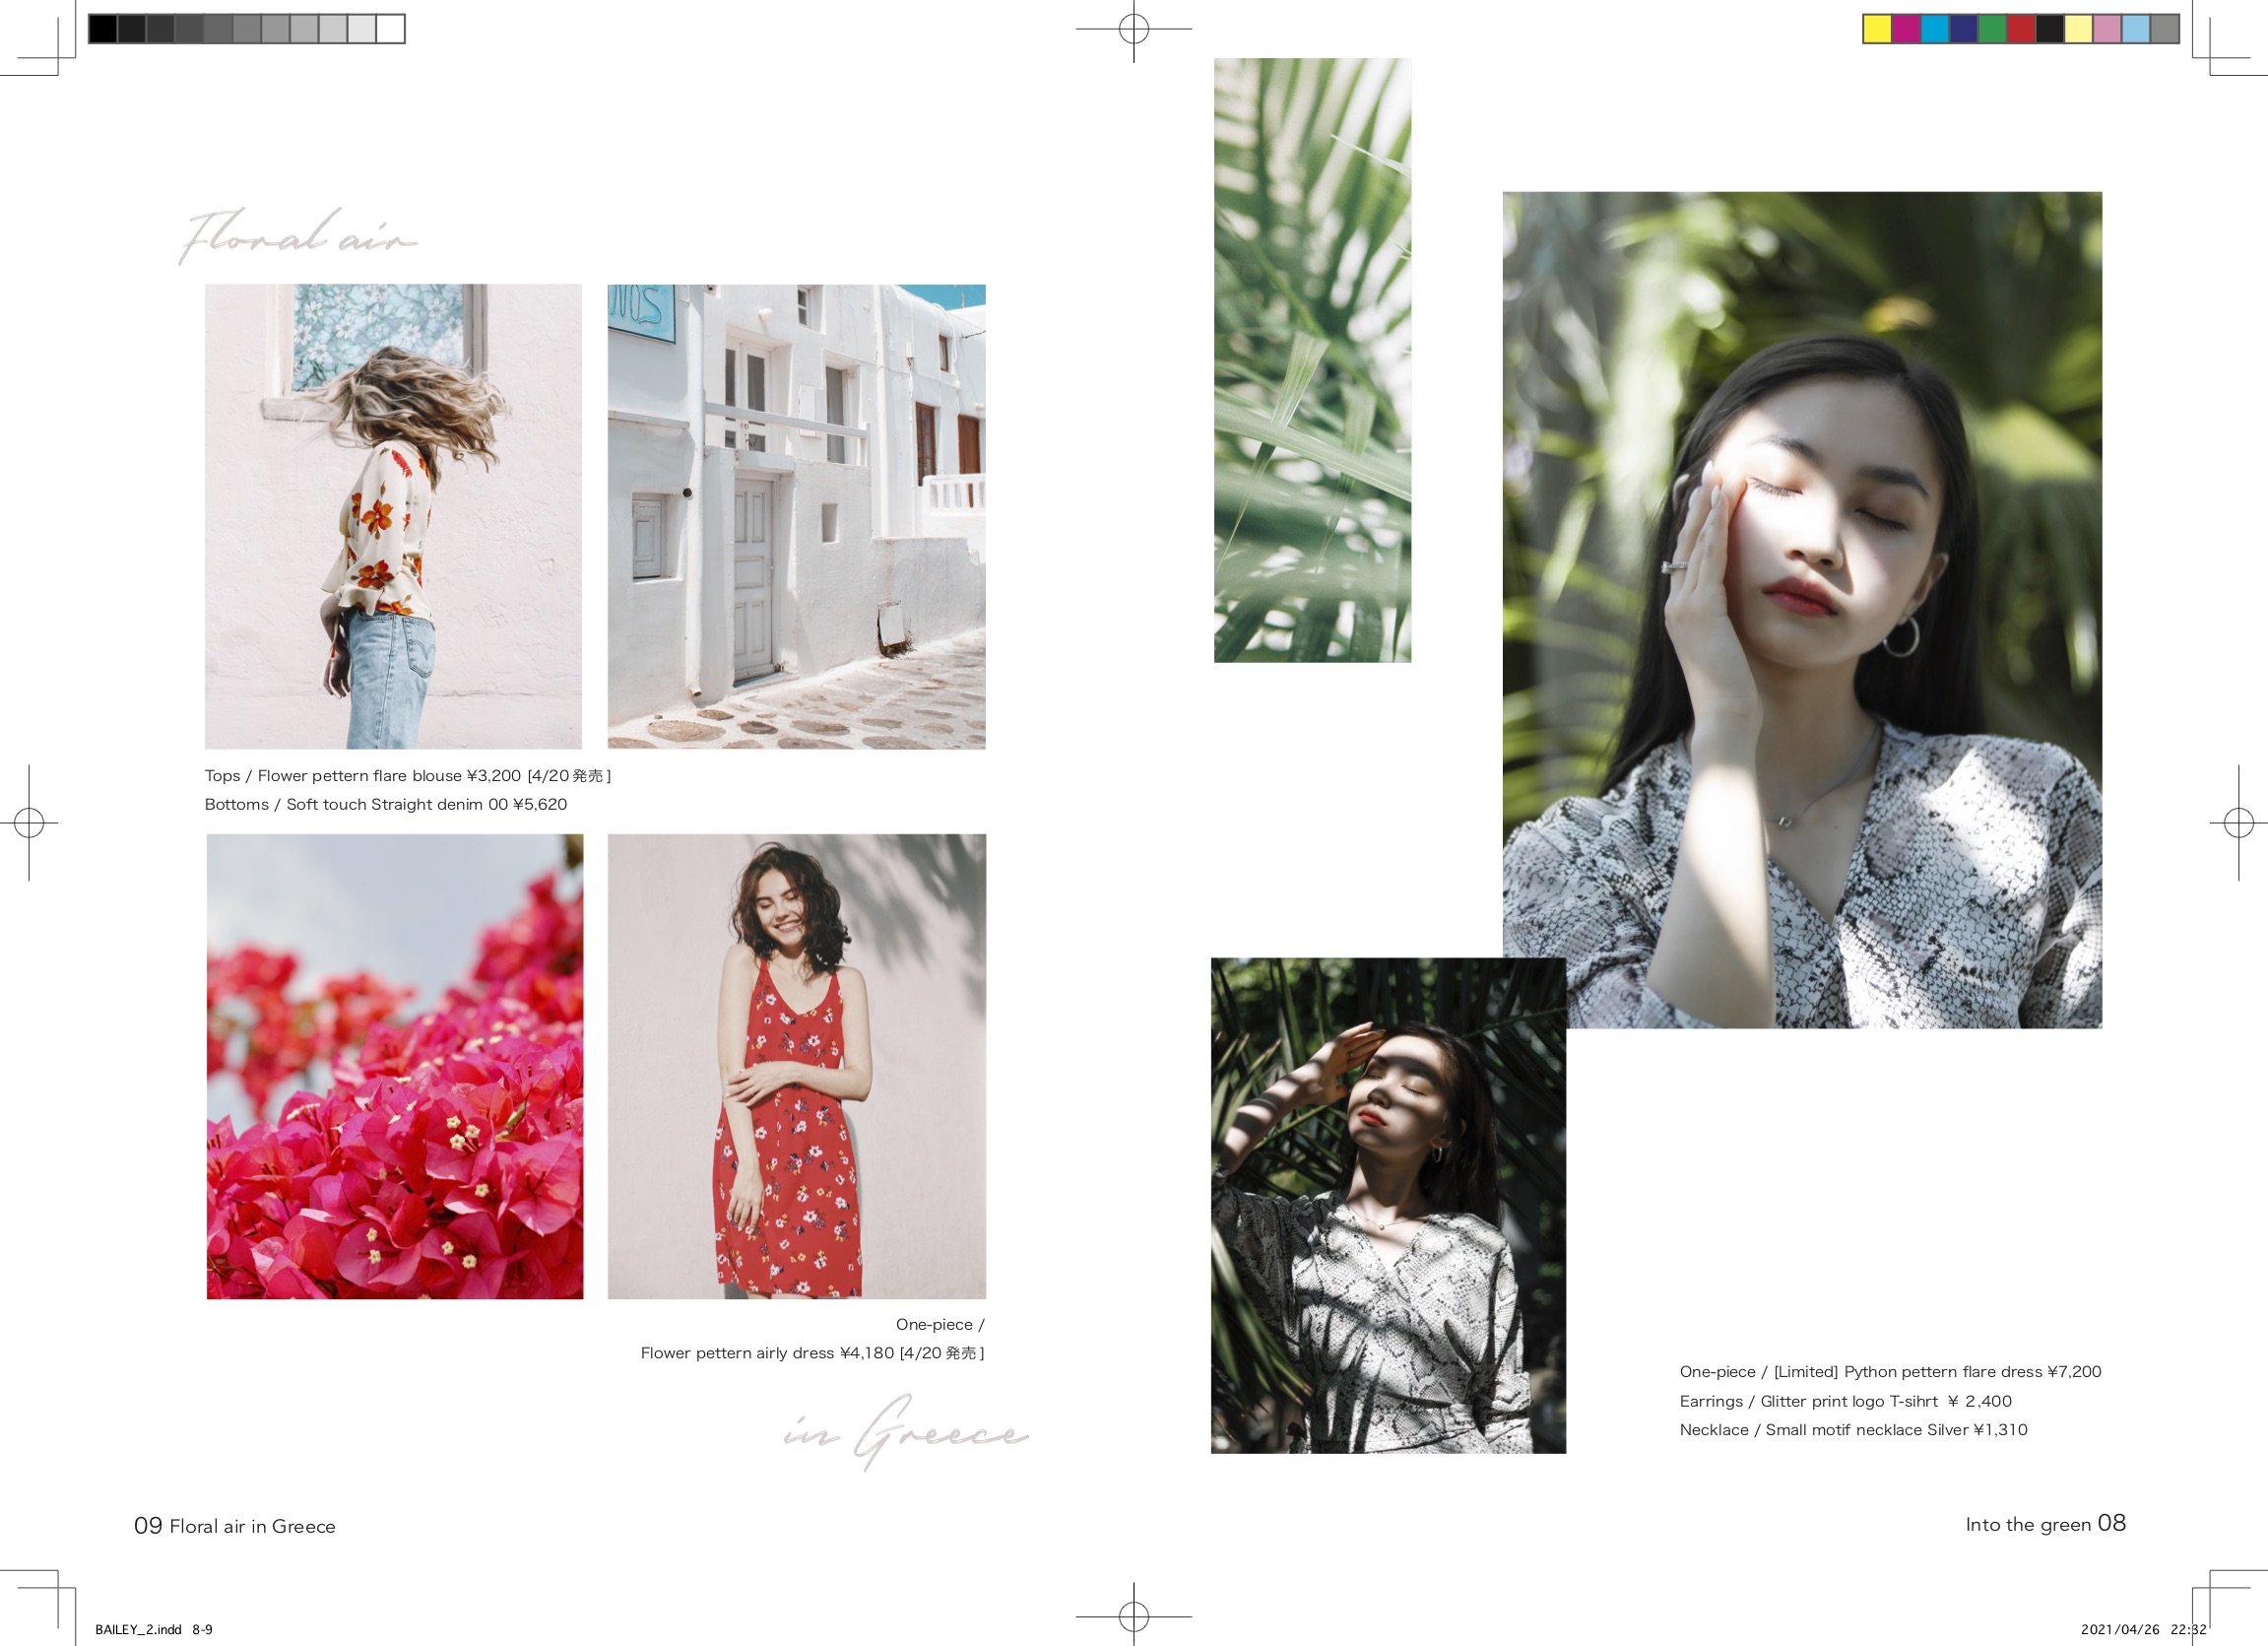 Floral air
Tops / Flower pettern flare blouse ¥3,200 [4/20 発売]
Bottoms / Soft touch Straight denim 00 ¥5,620
One-piece /
Flower pettern airly dress ¥4,180 [4/20 発売]
in Greece
09 Floral air in Greece
One-piece / [Limited] Python pettern flare dress ¥7,200
Earrings / Glitter print logo T-sihrt ¥ 2,400
Necklace / Small motif necklace Silver ¥1,310
Into the green 08
BAILEY_2.indd 8-9
2021/04/26 22:32